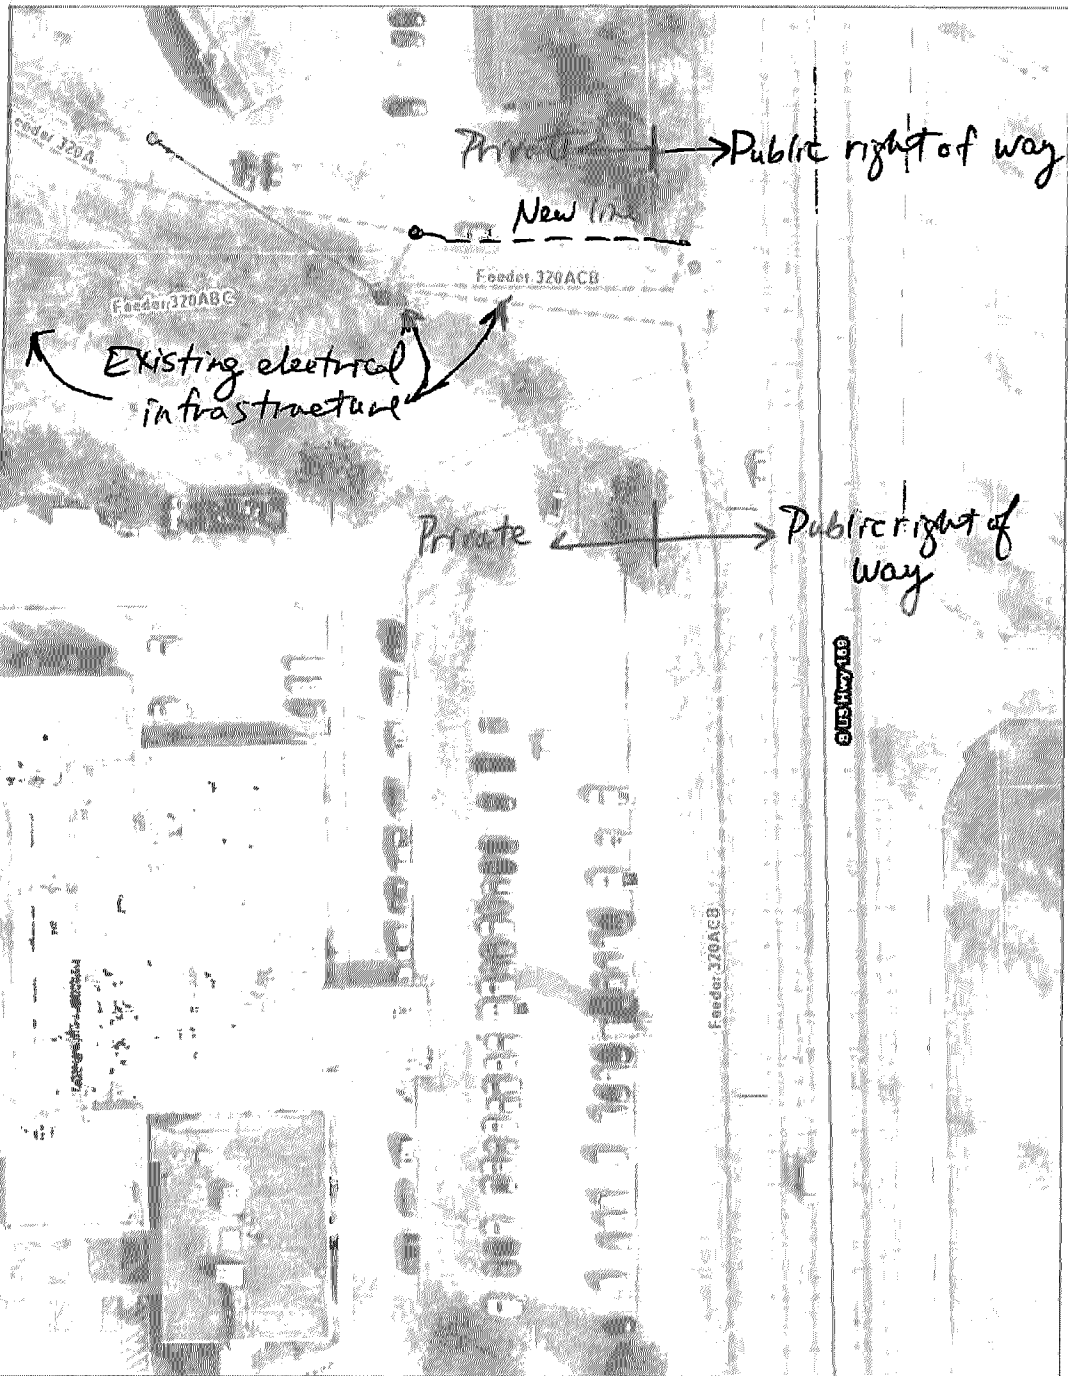 Private
Public right of way
eeder 320A
New line
Feeder 320ACB
Feeder 320ABC
Existing electrical
infrastructure
Private
Public right of
way
S US Hwy 169
Feeder 320ACB